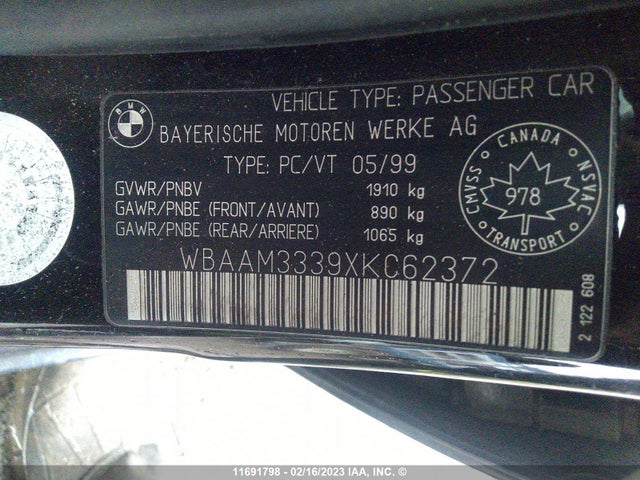 VEHICLE TYPE: PASSENGER CAR
BMW
BAYERISCHE MOTOREN WERKE AG
TYPE: PC/VT 05/99
GVWR/PNBV 1910 kg
GAWR/PNBE (FRONT/AVANT) 890 kg
GAWR/PNBE (REAR/ARRIERE) 1065 kg
CANADA
CMVSS
NSVAC
978
TRANSPORT
WBAAM3339XKC62372
2 122 608
11691798 - 02/16/2023 IAA, INC. ©